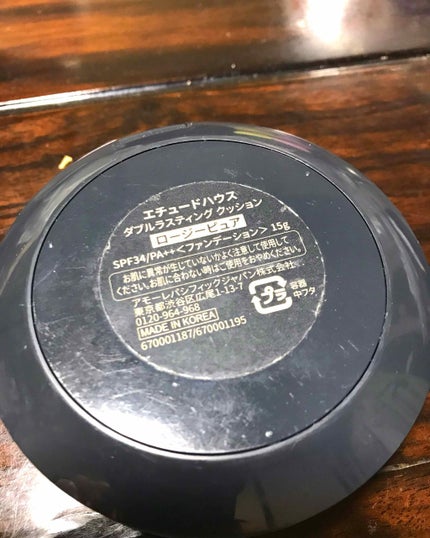 エチュードハウス
ダブルラスティング クッション
ロージーピュア
SPF34/PA++<ファンデーション> 15g
お肌に異常が生じていないかよく注意して使用して
ください。お肌に合わない時はご使用をおやめください。
アモーレパシフィックジャパン株式会社
東京都渋谷区広尾1-13-7
0120-964-968
MADE IN KOREA
670001187/670001195
プラ
容器
中フタ